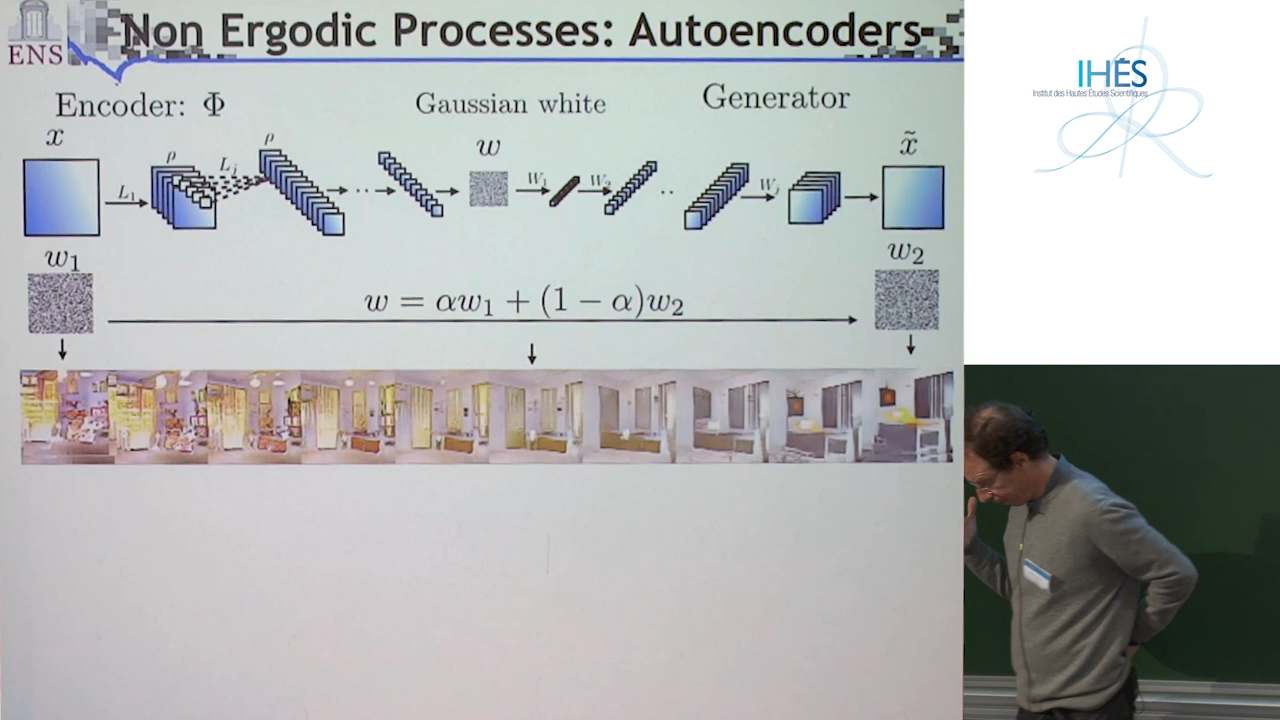 Non Ergodic Processes: Autoencoders
ENS
Encoder: Φ
Gaussian white
Generator
x
ρ
ρ
w
x̃
L₁
Lⱼ
W₁
W₂
Wⱼ
w₁
w₂
w = αw₁ + (1 − α)w₂
IHÉS
Institut des Hautes Études Scientifiques